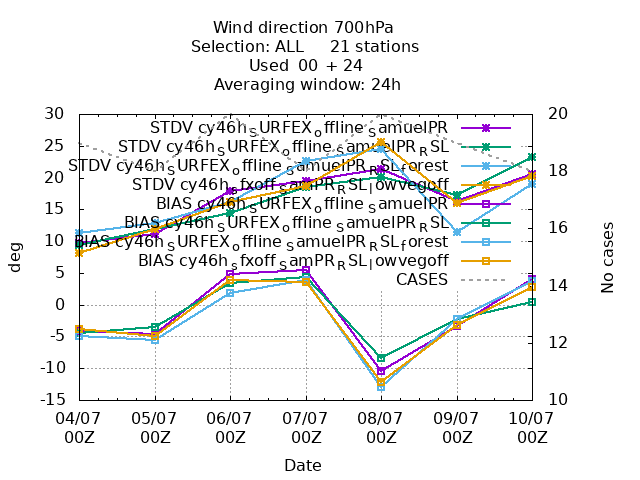 Wind direction 700hPa
Selection: ALL     21 stations
Used  00 + 24
Averaging window: 24h
30
25
20
15
10
5
0
-5
-10
-15
deg
20
18
16
14
12
10
No cases
STDV cy46h_SURFEX_offline_SamuelPR
STDV cy46h_SURFEX_offline_SamuelPR_RSL
STDV cy46h_SURFEX_offline_SamuelPR_RSL_forest
STDV cy46h_sfxoff_SamPR_RSL_lowvegoff
BIAS cy46h_SURFEX_offline_SamuelPR
BIAS cy46h_SURFEX_offline_SamuelPR_RSL
BIAS cy46h_SURFEX_offline_SamuelPR_RSL_forest
BIAS cy46h_sfxoff_SamPR_RSL_lowvegoff
CASES
04/07 05/07 06/07 07/07 08/07 09/07 10/07
00Z 00Z 00Z 00Z 00Z 00Z 00Z
Date